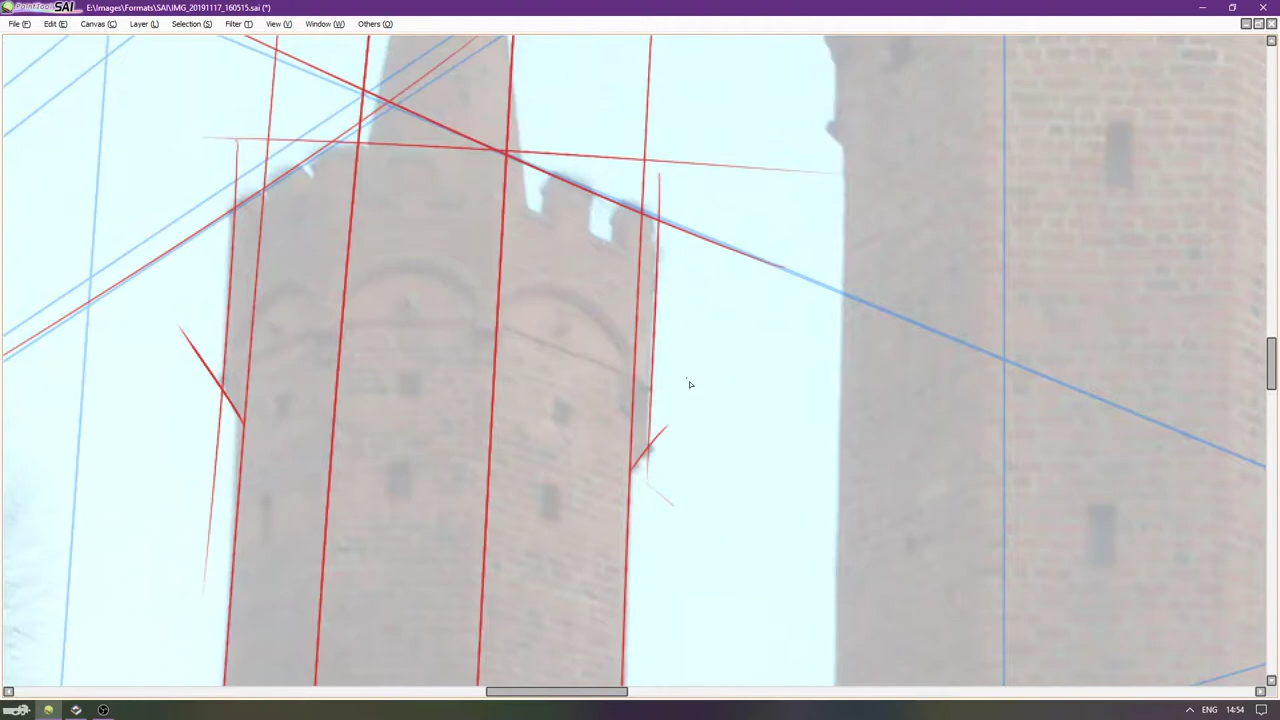 PaintTool SAI E:\Images\Formats\SAI\IMG_20191117_160515.sai (*)
File (F) Edit (E) Canvas (C) Layer (L) Selection (S) Filter (T) View (V) Window (W) Others (O)
ENG 14:54